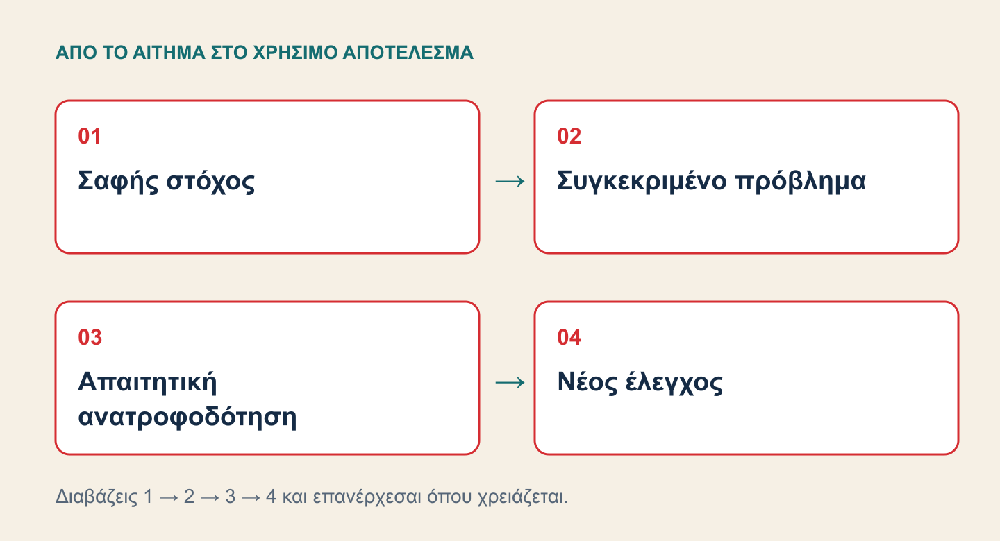 ΑΠΟ ΤΟ ΑΙΤΗΜΑ ΣΤΟ ΧΡΗΣΙΜΟ ΑΠΟΤΕΛΕΣΜΑ
01
Σαφής στόχος
→
02
Συγκεκριμένο πρόβλημα
03
Απαιτητική
ανατροφοδότηση
→
04
Νέος έλεγχος
Διαβάζεις 1 → 2 → 3 → 4 και επανέρχεσαι όπου χρειάζεται.